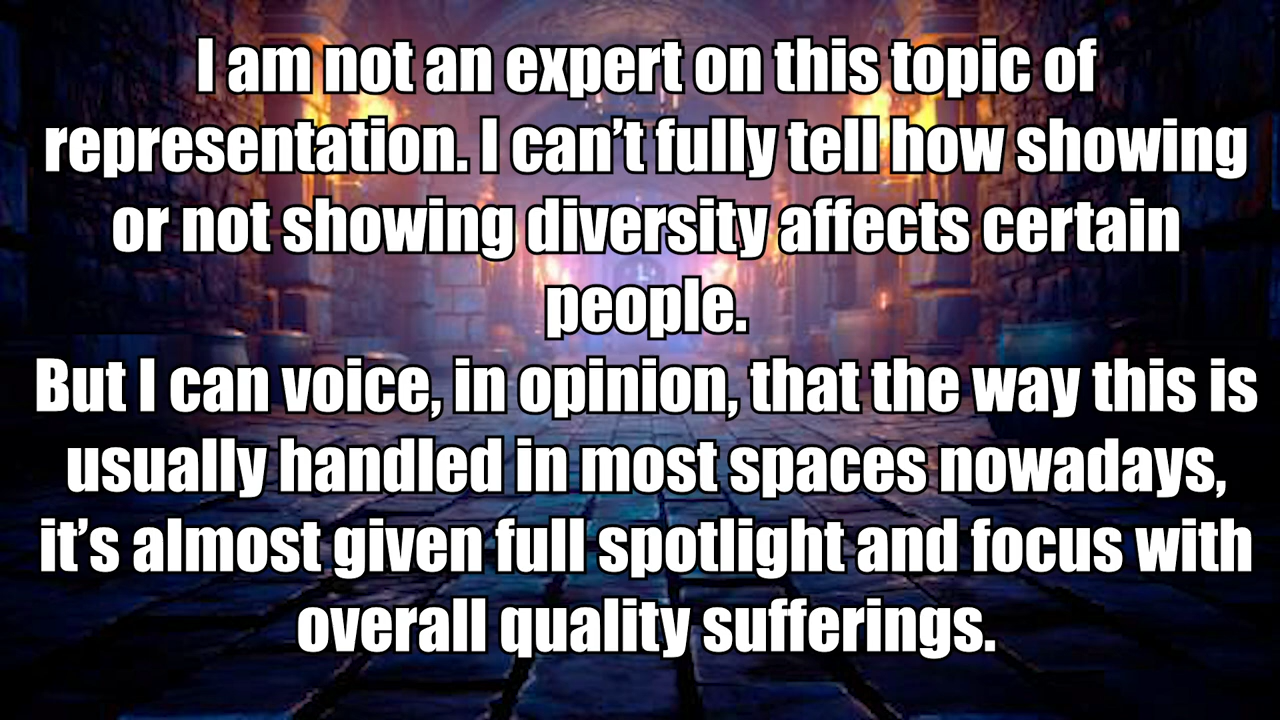 I am not an expert on this topic of
representation. I can’t fully tell how showing
or not showing diversity affects certain
people.
But I can voice, in opinion, that the way this is
usually handled in most spaces nowadays,
it’s almost given full spotlight and focus with
overall quality sufferings.